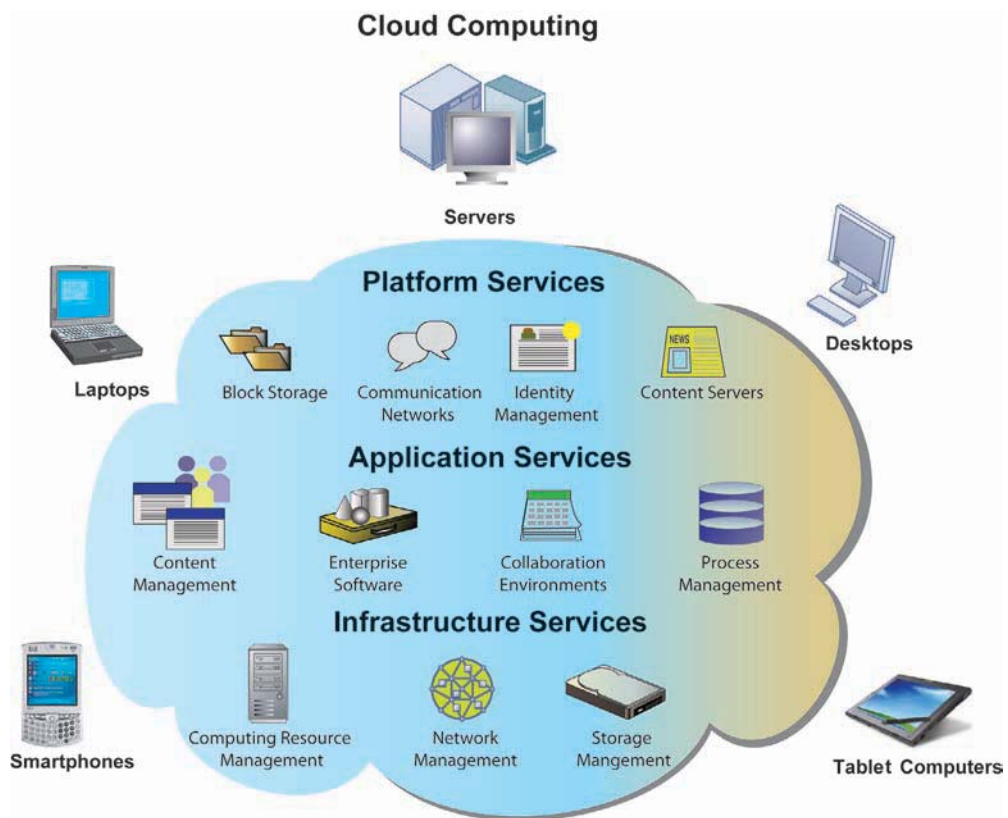 Cloud Computing
Servers
Laptops
Desktops
Platform Services
Block Storage
Communication
Networks
Identity
Management
NEWS
Content Servers
Application Services
Content
Management
Enterprise
Software
Collaboration
Environments
Process
Management
Infrastructure Services
Computing Resource
Management
Network
Management
Storage
Mangement
Smartphones
Tablet Computers